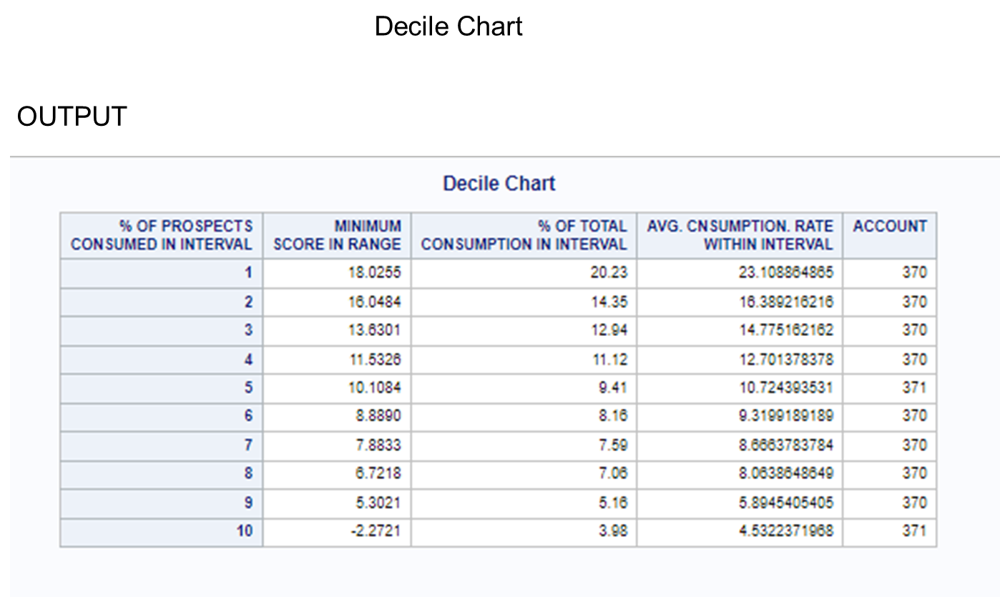 Decile Chart
OUTPUT
Decile Chart
% OF PROSPECTS CONSUMED IN INTERVAL MINIMUM SCORE IN RANGE % OF TOTAL CONSUMPTION IN INTERVAL AVG. CNSUMPTION. RATE WITHIN INTERVAL ACCOUNT
1 18.0255 20.23 23.108864865 370
2 16.0484 14.35 16.389216216 370
3 13.6301 12.94 14.775162162 370
4 11.5326 11.12 12.701378378 370
5 10.1084 9.41 10.724393531 371
6 8.8890 8.16 9.3199189189 370
7 7.8833 7.59 8.6663783784 370
8 6.7218 7.06 8.0638648649 370
9 5.3021 5.16 5.8945405405 370
10 -2.2721 3.98 4.5322371968 371